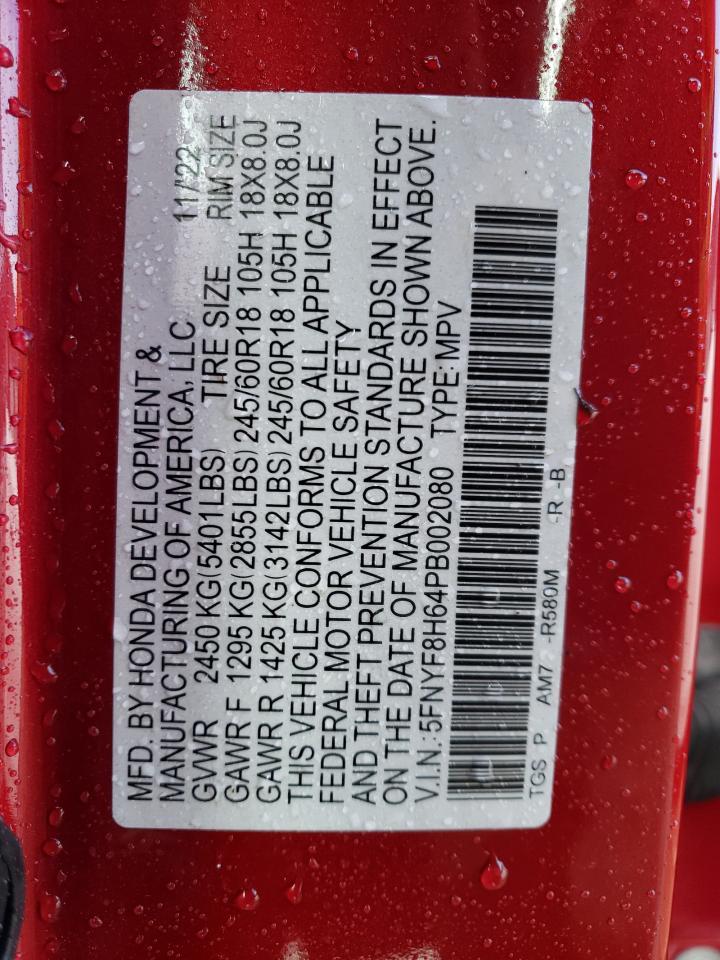 MFD. BY HONDA DEVELOPMENT &
MANUFACTURING OF AMERICA, LLC 11/22
GVWR 2450 KG(5401LBS) TIRE SIZE RIM SIZE
GAWR F 1295 KG(2855LBS) 245/60R18 105H 18X8.0J
GAWR R 1425 KG(3142LBS) 245/60R18 105H 18X8.0J
THIS VEHICLE CONFORMS TO ALL APPLICABLE
FEDERAL MOTOR VEHICLE SAFETY
AND THEFT PREVENTION STANDARDS IN EFFECT
ON THE DATE OF MANUFACTURE SHOWN ABOVE.
V.I.N.:5FNYF8H64PB002080 TYPE:MPV
TGS P AM7 -R580M -R -B